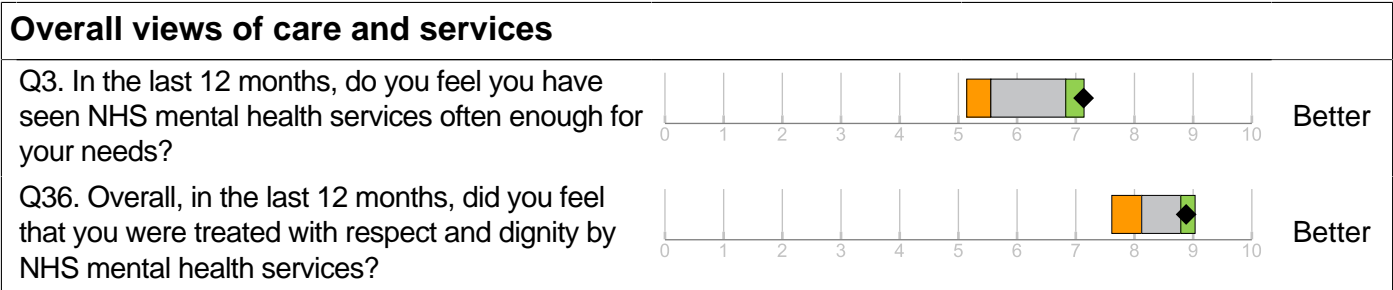 Overall views of care and services
Q3. In the last 12 months, do you feel you have
seen NHS mental health services often enough for
your needs?
0 1 2 3 4 5 6 7 8 9 10
Better
Q36. Overall, in the last 12 months, did you feel
that you were treated with respect and dignity by
NHS mental health services?
0 1 2 3 4 5 6 7 8 9 10
Better